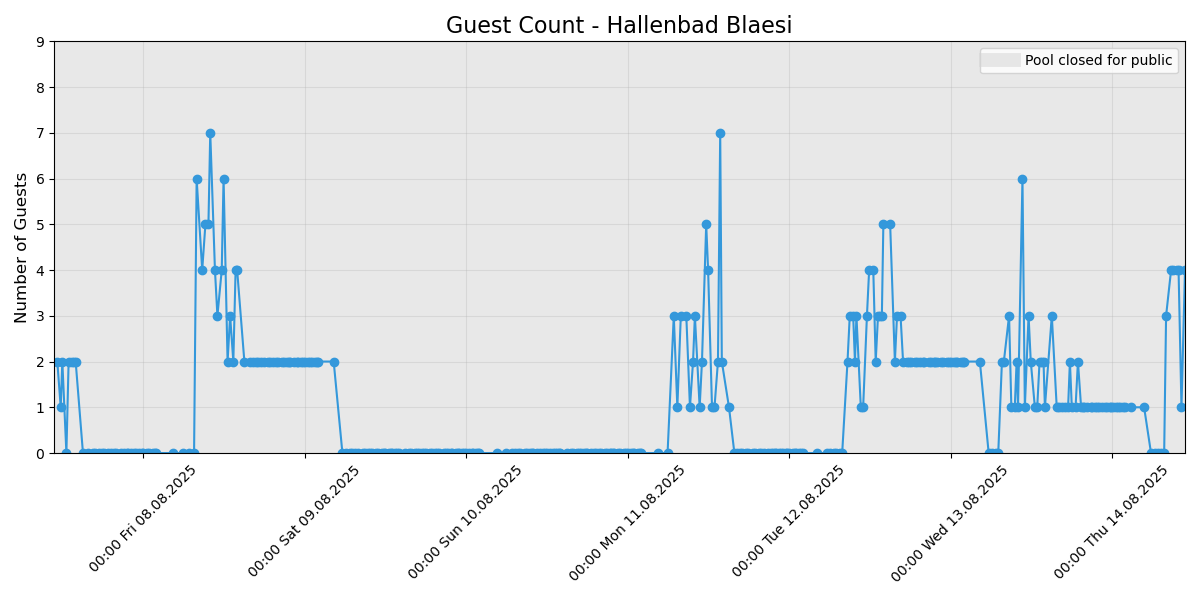 Guest Count - Hallenbad Blaesi
Pool closed for public
Number of Guests
9
8
7
6
5
4
3
2
1
0
00:00 Fri 08.08.2025
00:00 Sat 09.08.2025
00:00 Sun 10.08.2025
00:00 Mon 11.08.2025
00:00 Tue 12.08.2025
00:00 Wed 13.08.2025
00:00 Thu 14.08.2025